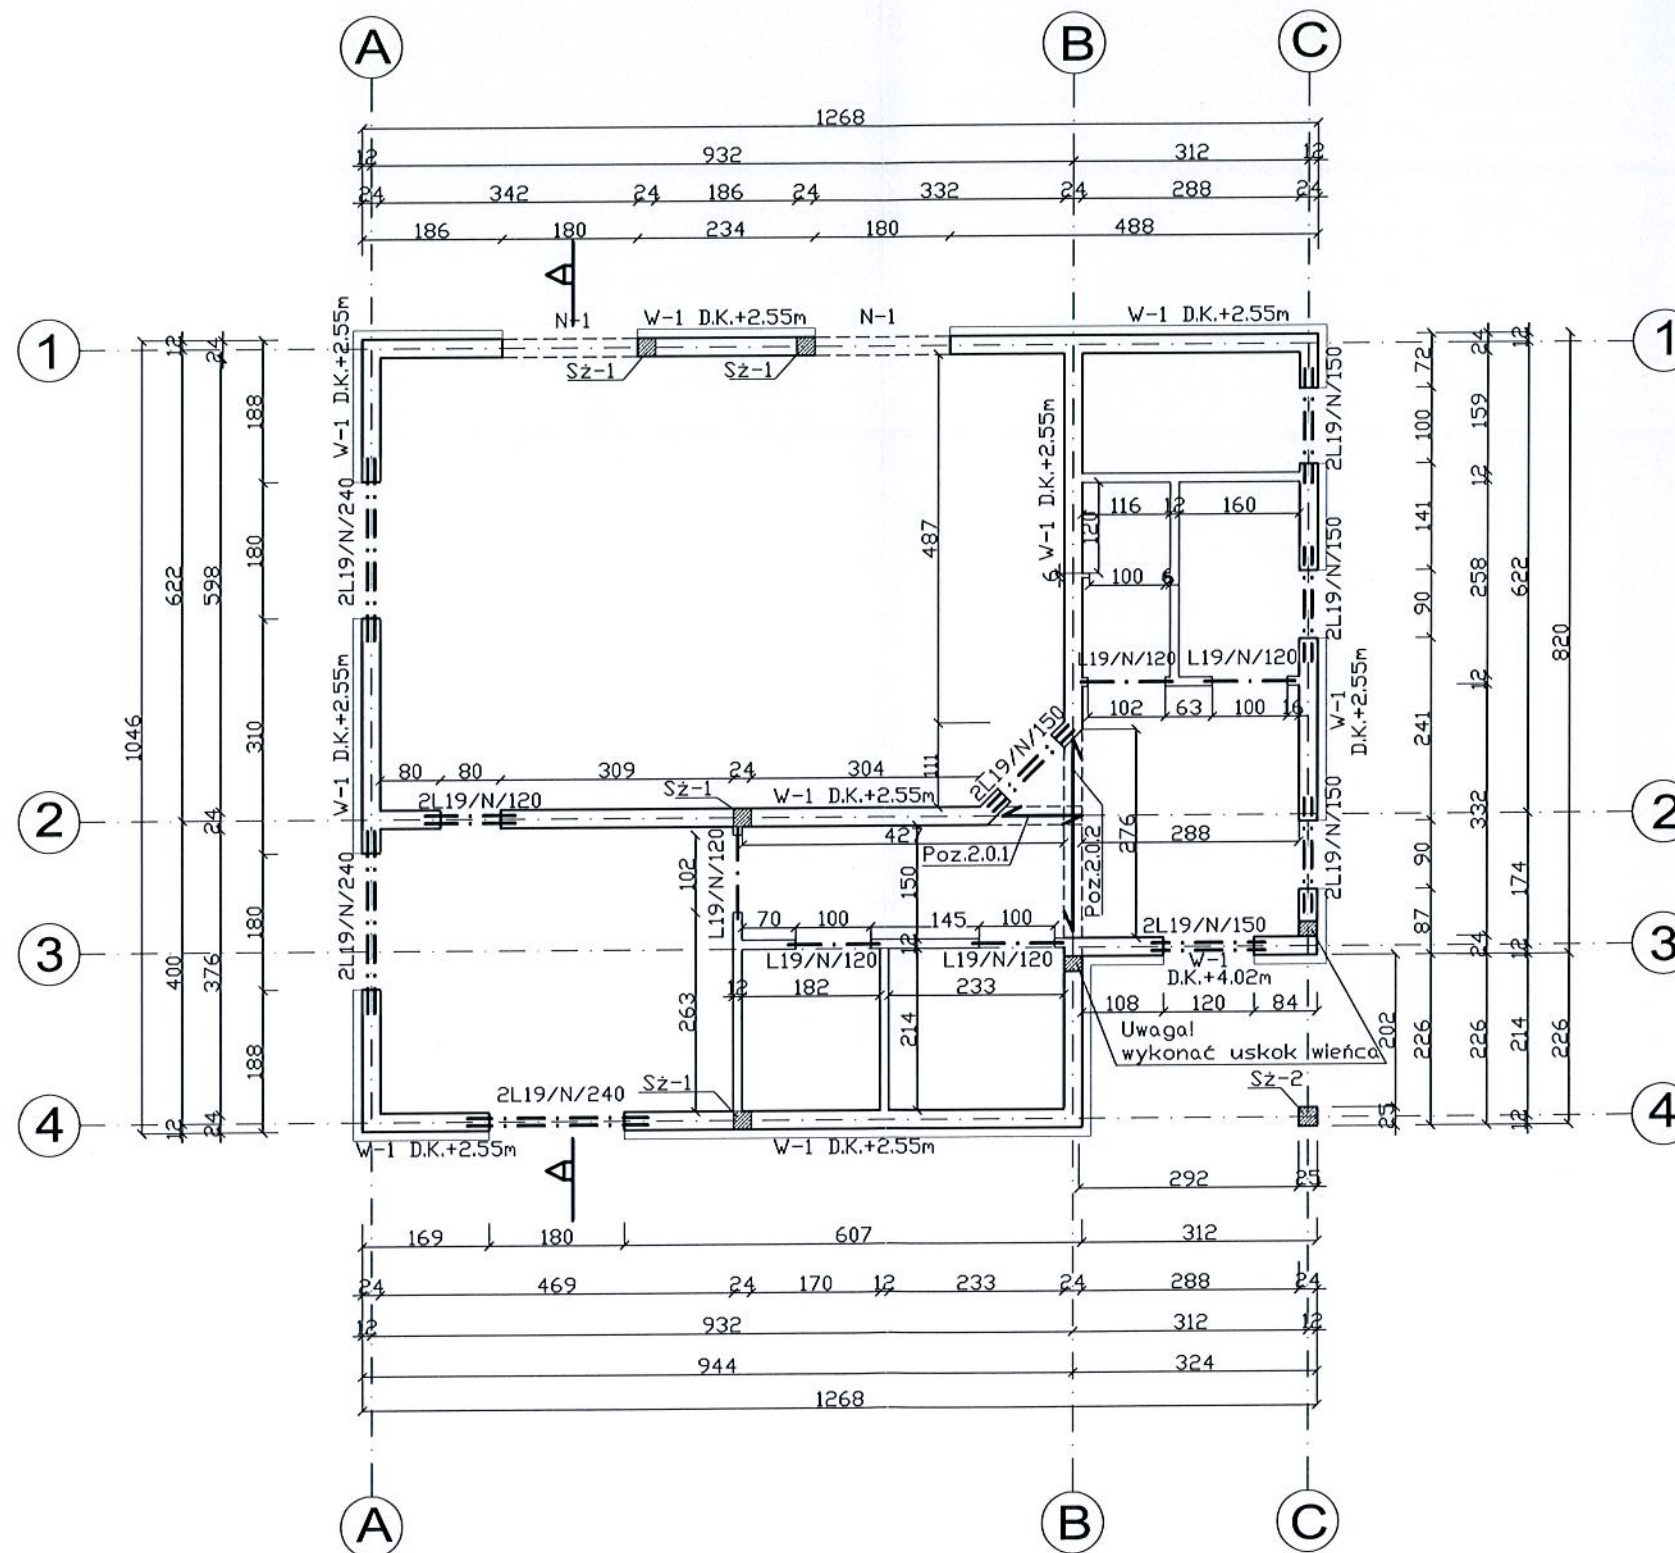 A B C
1268
12 932 312 12
24 342 24 186 24 332 24 288 24
186 180 234 180 488
A
N-1 W-1 D.K.+2.55m N-1 W-1 D.K.+2.55m
1 1
Sż-1 Sż-1
W-1 D.K.+2.55m
2L19/N/240
W-1 D.K.+2.55m
2L19/N/240
1046
12 622 400 12
24 598 24 376 24
188 180 310 180 188
487
111
6 W-1 D.K.+2.55m
116 12 160
120
100 6
L19/N/120 L19/N/120
102 63 100 16
2L19/N/150
2L19/N/150
2L19/N/150
W-1
D.K.+2.55m
2L19/N/150
72 100 141 90 241 90 87 226
24 159 12 258 12 332 24 226
12 622 174 12 214 12
820 226
80 80 309 24 304
2L19/N/120 Sż-1 W-1 D.K.+2.55m
2L19/N/150
2 2
427
Poz.2.0.1
Poz.2.0.2
276
288
102
L19/N/120
150
70 100 145 100
12
2L19/N/150
3 3
L19/N/120 L19/N/120
W-1
D.K.+4.02m
12 182 233
263
214
108 120 84
202
Uwaga!
wykonać uskok wieńca
2L19/N/240 Sż-1 Sż-2
25
4 4
W-1 D.K.+2.55m W-1 D.K.+2.55m
A
292 25
169 180 607 312
24 469 24 170 12 233 24 288 24
12 932 312 12
944 324
1268
A B C